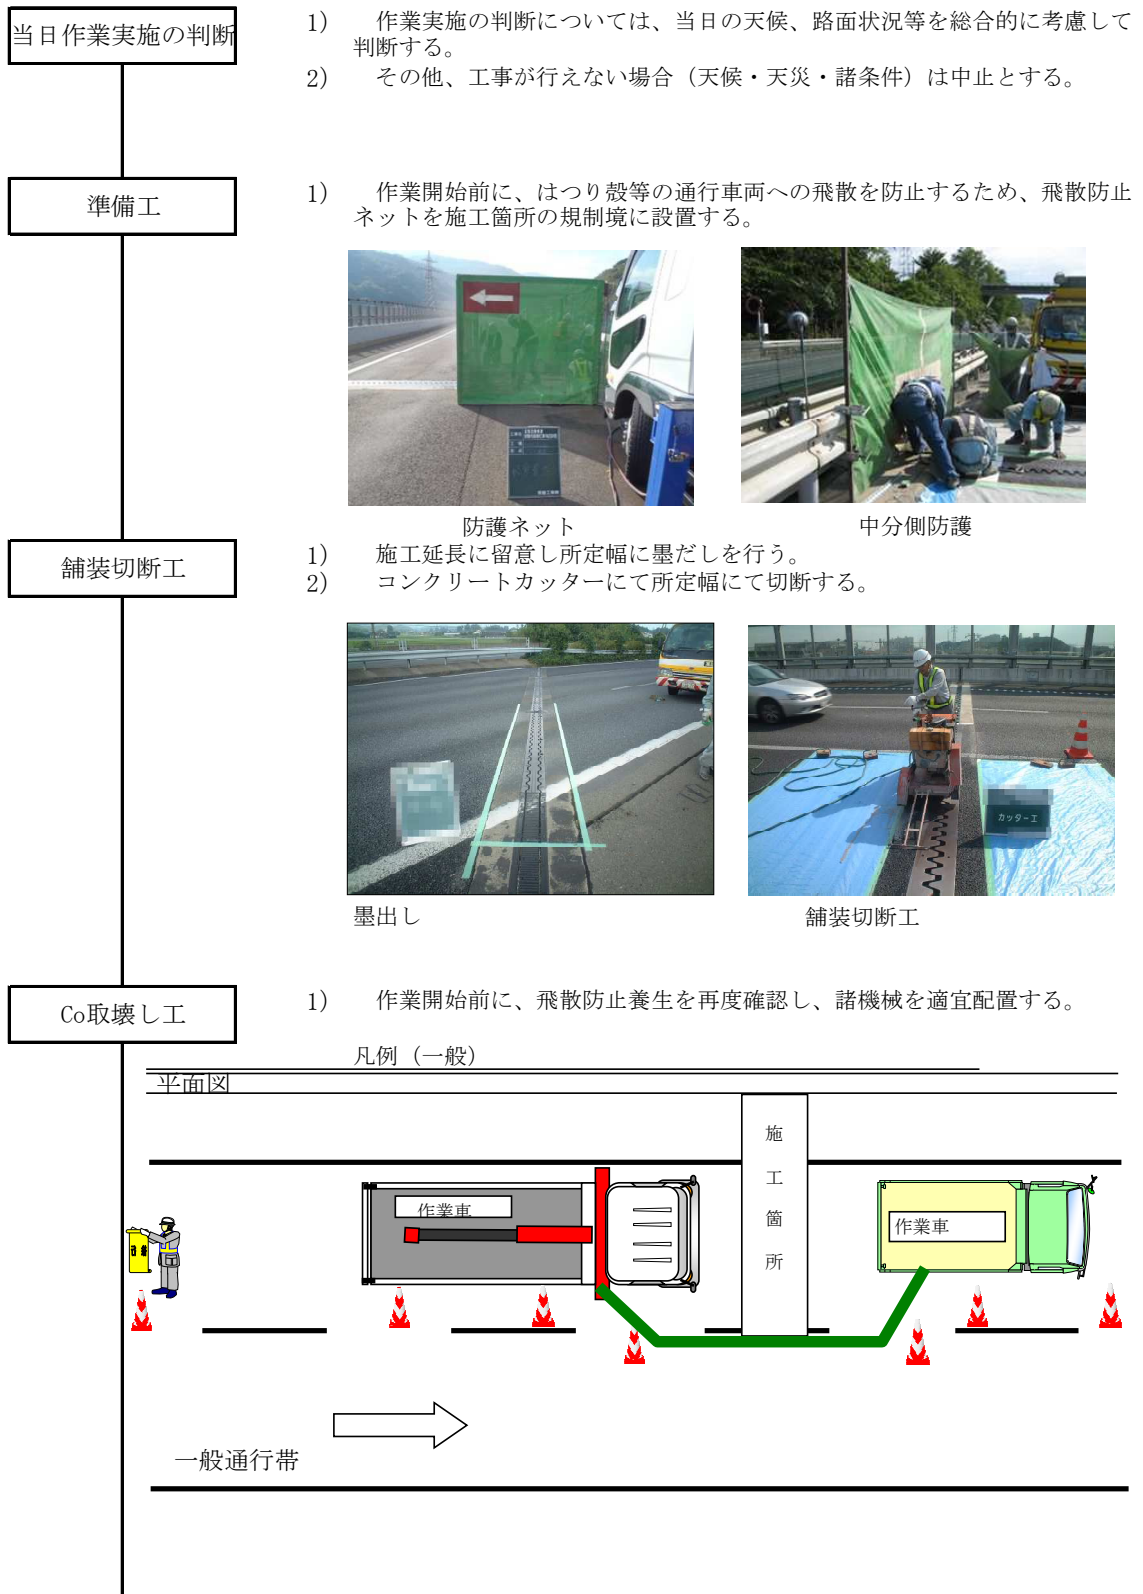 当日作業実施の判断
1) 作業実施の判断については、当日の天候、路面状況等を総合的に考慮して
判断する。
2) その他、工事が行えない場合（天候・天災・諸条件）は中止とする。
準備工
1) 作業開始前に、はつり殻等の通行車両への飛散を防止するため、飛散防止
ネットを施工箇所の規制境に設置する。
防護ネット
中分側防護
舗装切断工
1) 施工延長に留意し所定幅に墨だしを行う。
2) コンクリートカッターにて所定幅にて切断する。
カッター工
墨出し
舗装切断工
Co取壊し工
1) 作業開始前に、飛散防止養生を再度確認し、諸機械を適宜配置する。
凡例（一般）
平面図
施
工
箇
所
作業車
作業車
一般通行帯